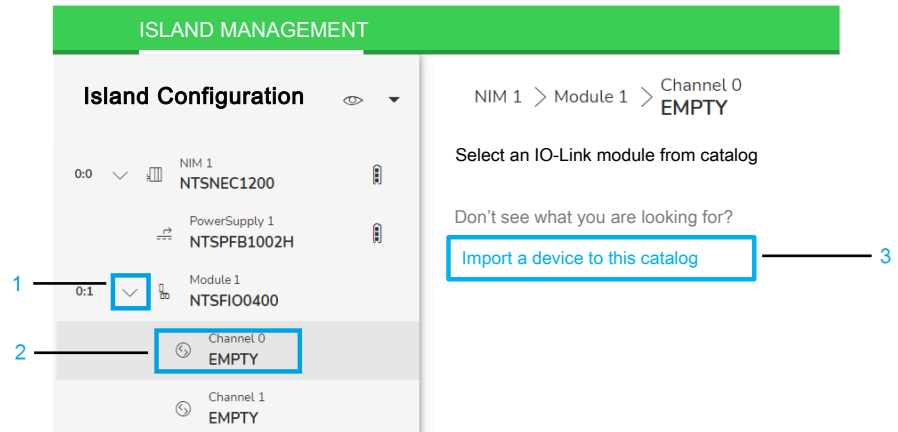 ISLAND MANAGEMENT
Island Configuration
0:0
NIM 1
NTSNEC1200
PowerSupply 1
NTSPFB1002H
1
0:1
Module 1
NTSFIO0400
2
Channel 0
EMPTY
Channel 1
EMPTY
NIM 1 > Module 1 > Channel 0
EMPTY
Select an IO-Link module from catalog
Don’t see what you are looking for?
Import a device to this catalog
3